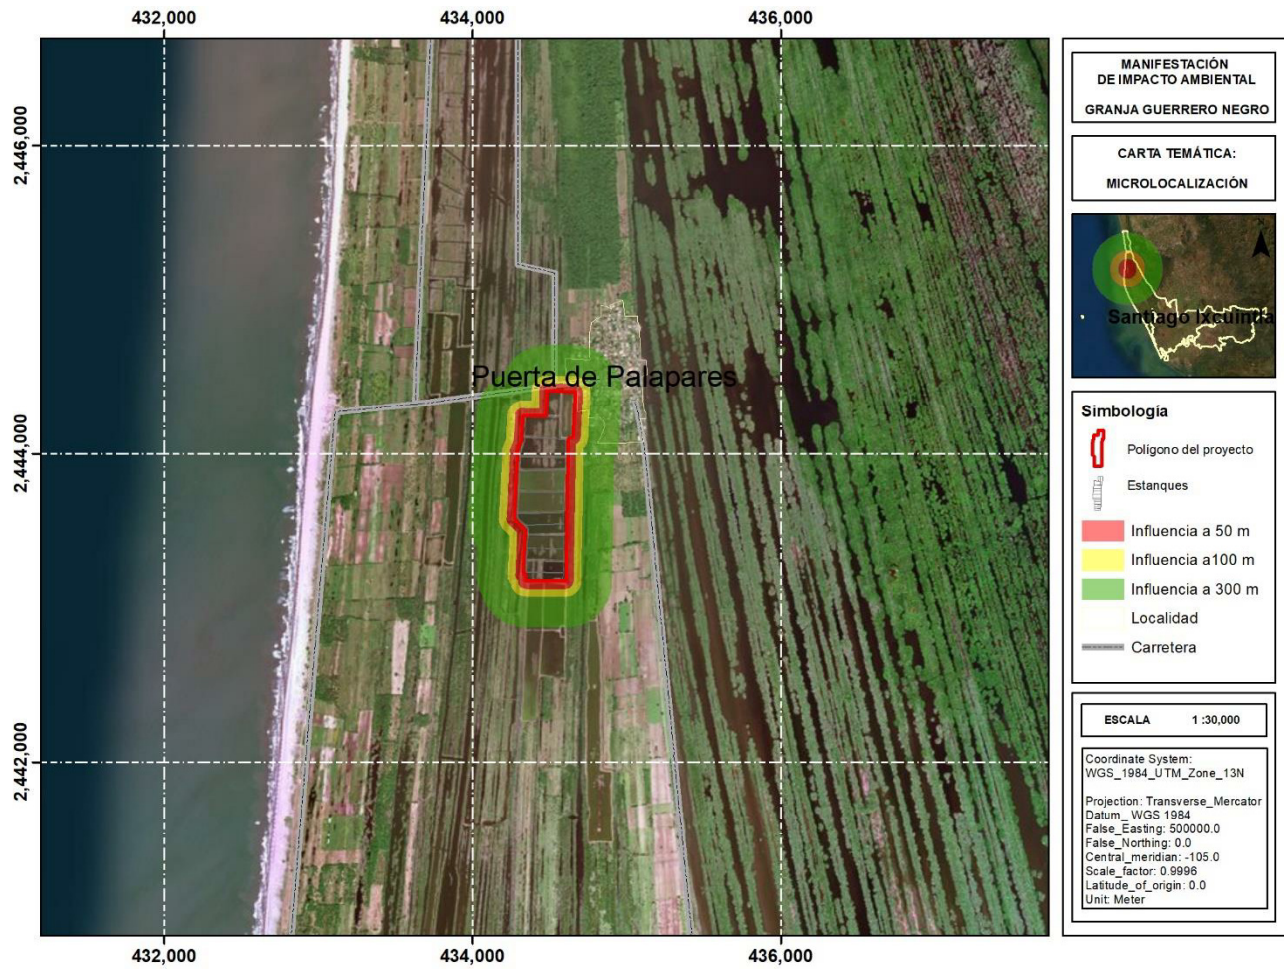 432,000
434,000
436,000
2,446,000
2,444,000
2,442,000
Puerta de Palapares
432,000
434,000
436,000
MANIFESTACIÓN
DE IMPACTO AMBIENTAL
GRANJA GUERRERO NEGRO
CARTA TEMÁTICA:
MICROLOCALIZACIÓN
Santiago Ixcuintla
Simbología
Polígono del proyecto
Estanques
Influencia a 50 m
Influencia a100 m
Influencia a 300 m
Localidad
Carretera
ESCALA 1 :30,000
Coordinate System:
WGS_1984_UTM_Zone_13N
Projection: Transverse_Mercator
Datum_ WGS 1984
False_Easting: 500000.0
False_Northing: 0.0
Central_meridian: -105.0
Scale_factor: 0.9996
Latitude_of_origin: 0.0
Unit: Meter